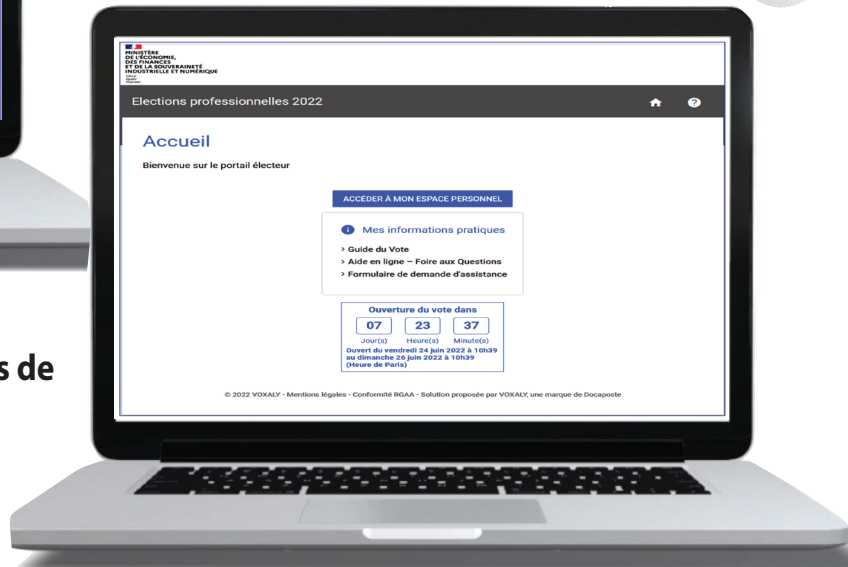 MINISTÈRE
DE L'ÉCONOMIE,
DES FINANCES
ET DE LA SOUVERAINETÉ
INDUSTRIELLE ET NUMÉRIQUE
Elections professionnelles 2022
Accueil
Bienvenue sur le portail électeur
ACCÉDER À MON ESPACE PERSONNEL
Mes informations pratiques
> Guide du Vote
> Aide en ligne – Foire aux Questions
> Formulaire de demande d'assistance
Ouverture du vote dans
07 23 37
Jour(s) Heure(s) Minute(s)
Ouvert du vendredi 24 juin 2022 à 10h39
au dimanche 26 juin 2022 à 10h39
(Heure de Paris)
s de
© 2022 VOXALY - Mentions légales - Conformité RGAA - Solution proposée par VOXALY, une marque de Docaposte